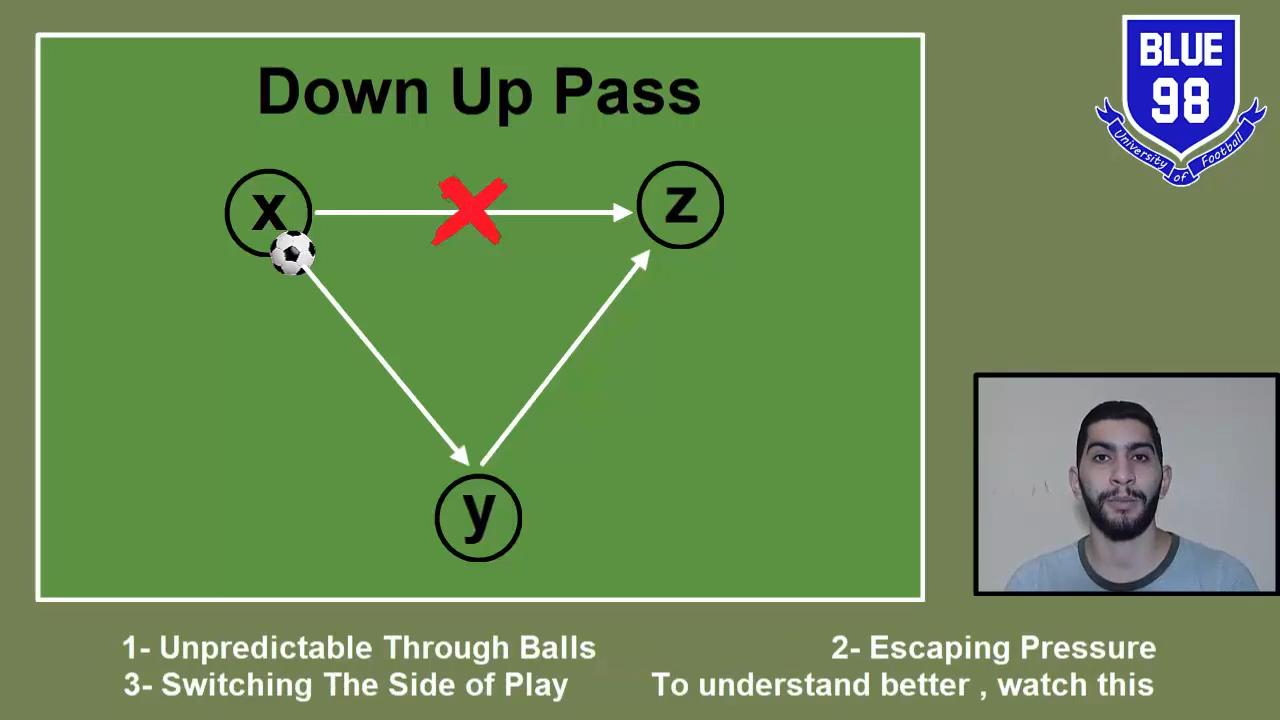 Down Up Pass
BLUE
98
University of Football
x
z
y
1- Unpredictable Through Balls
2- Escaping Pressure
3- Switching The Side of Play
To understand better , watch this